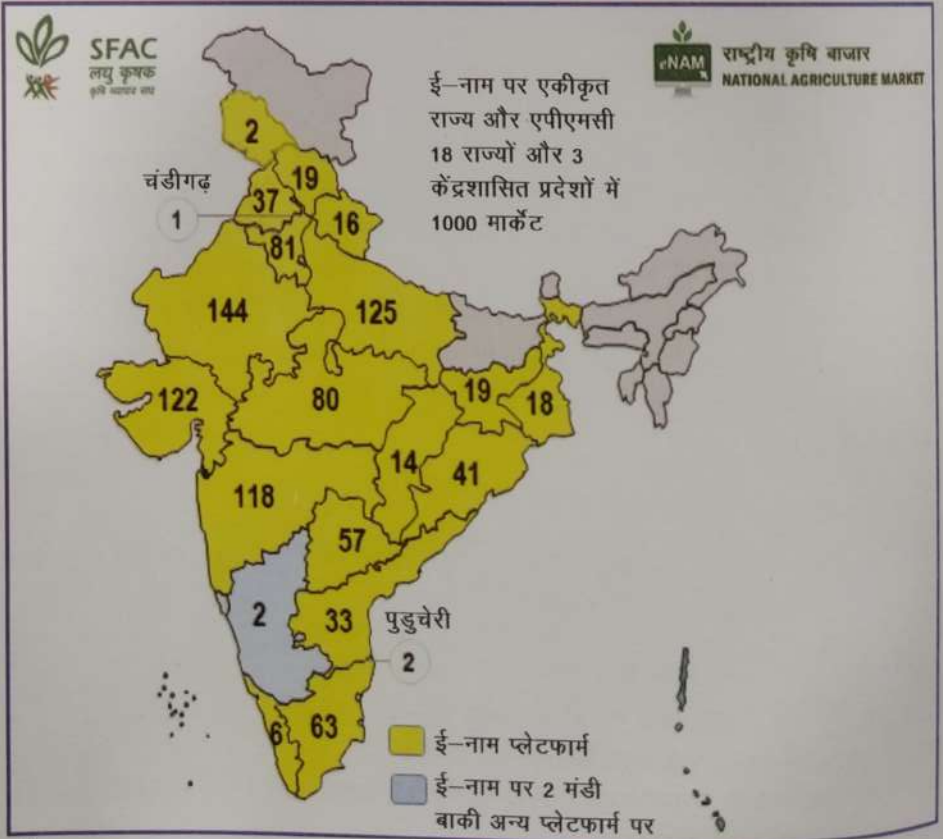 SFAC
लघु कृषक
कृषि व्यापार संघ
eNAM
राष्ट्रीय कृषि बाजार
NATIONAL AGRICULTURE MARKET
ई–नाम पर एकीकृत
राज्य और एपीएमसी
18 राज्यों और 3
केंद्रशासित प्रदेशों में
1000 मार्केट
2
19
चंडीगढ़
37
1
16
81
144
125
122
80
19
18
14
41
118
57
2
33
पुडुचेरी
2
6
63
ई–नाम प्लेटफार्म
ई–नाम पर 2 मंडी
बाकी अन्य प्लेटफार्म पर